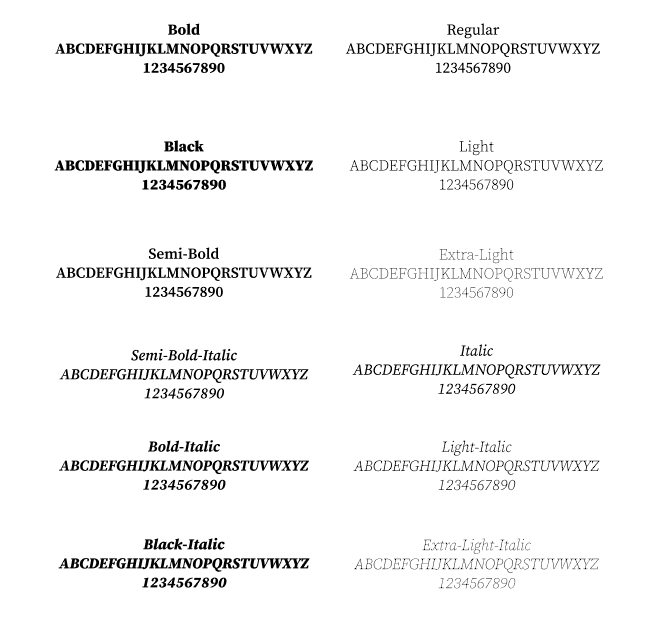 Bold
ABCDEFGHIJKLMNOPQRSTUVWXYZ
1234567890
Regular
ABCDEFGHIJKLMNOPQRSTUVWXYZ
1234567890
Black
ABCDEFGHIJKLMNOPQRSTUVWXYZ
1234567890
Light
ABCDEFGHIJKLMNOPQRSTUVWXYZ
1234567890
Semi-Bold
ABCDEFGHIJKLMNOPQRSTUVWXYZ
1234567890
Extra-Light
ABCDEFGHIJKLMNOPQRSTUVWXYZ
1234567890
Semi-Bold-Italic
ABCDEFGHIJKLMNOPQRSTUVWXYZ
1234567890
Italic
ABCDEFGHIJKLMNOPQRSTUVWXYZ
1234567890
Bold-Italic
ABCDEFGHIJKLMNOPQRSTUVWXYZ
1234567890
Light-Italic
ABCDEFGHIJKLMNOPQRSTUVWXYZ
1234567890
Black-Italic
ABCDEFGHIJKLMNOPQRSTUVWXYZ
1234567890
Extra-Light-Italic
ABCDEFGHIJKLMNOPQRSTUVWXYZ
1234567890